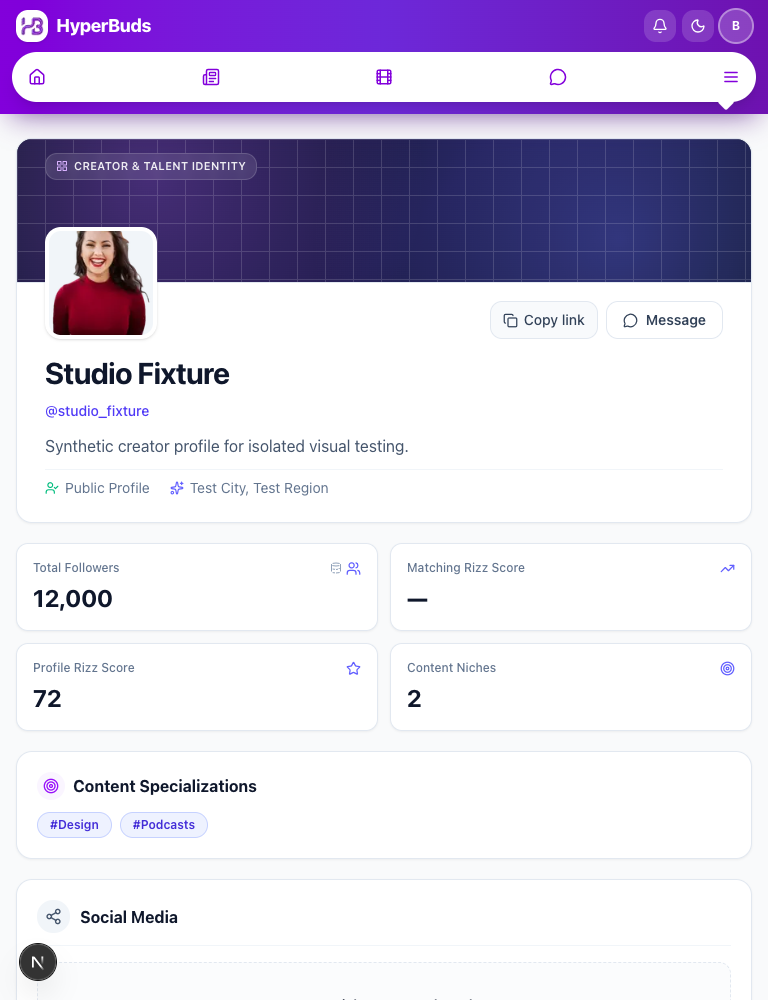 HyperBuds
B
CREATOR & TALENT IDENTITY
Copy link
Message
Studio Fixture
@studio_fixture
Synthetic creator profile for isolated visual testing.
Public Profile
Test City, Test Region
Total Followers
12,000
Matching Rizz Score
—
Profile Rizz Score
72
Content Niches
2
Content Specializations
#Design
#Podcasts
Social Media
N